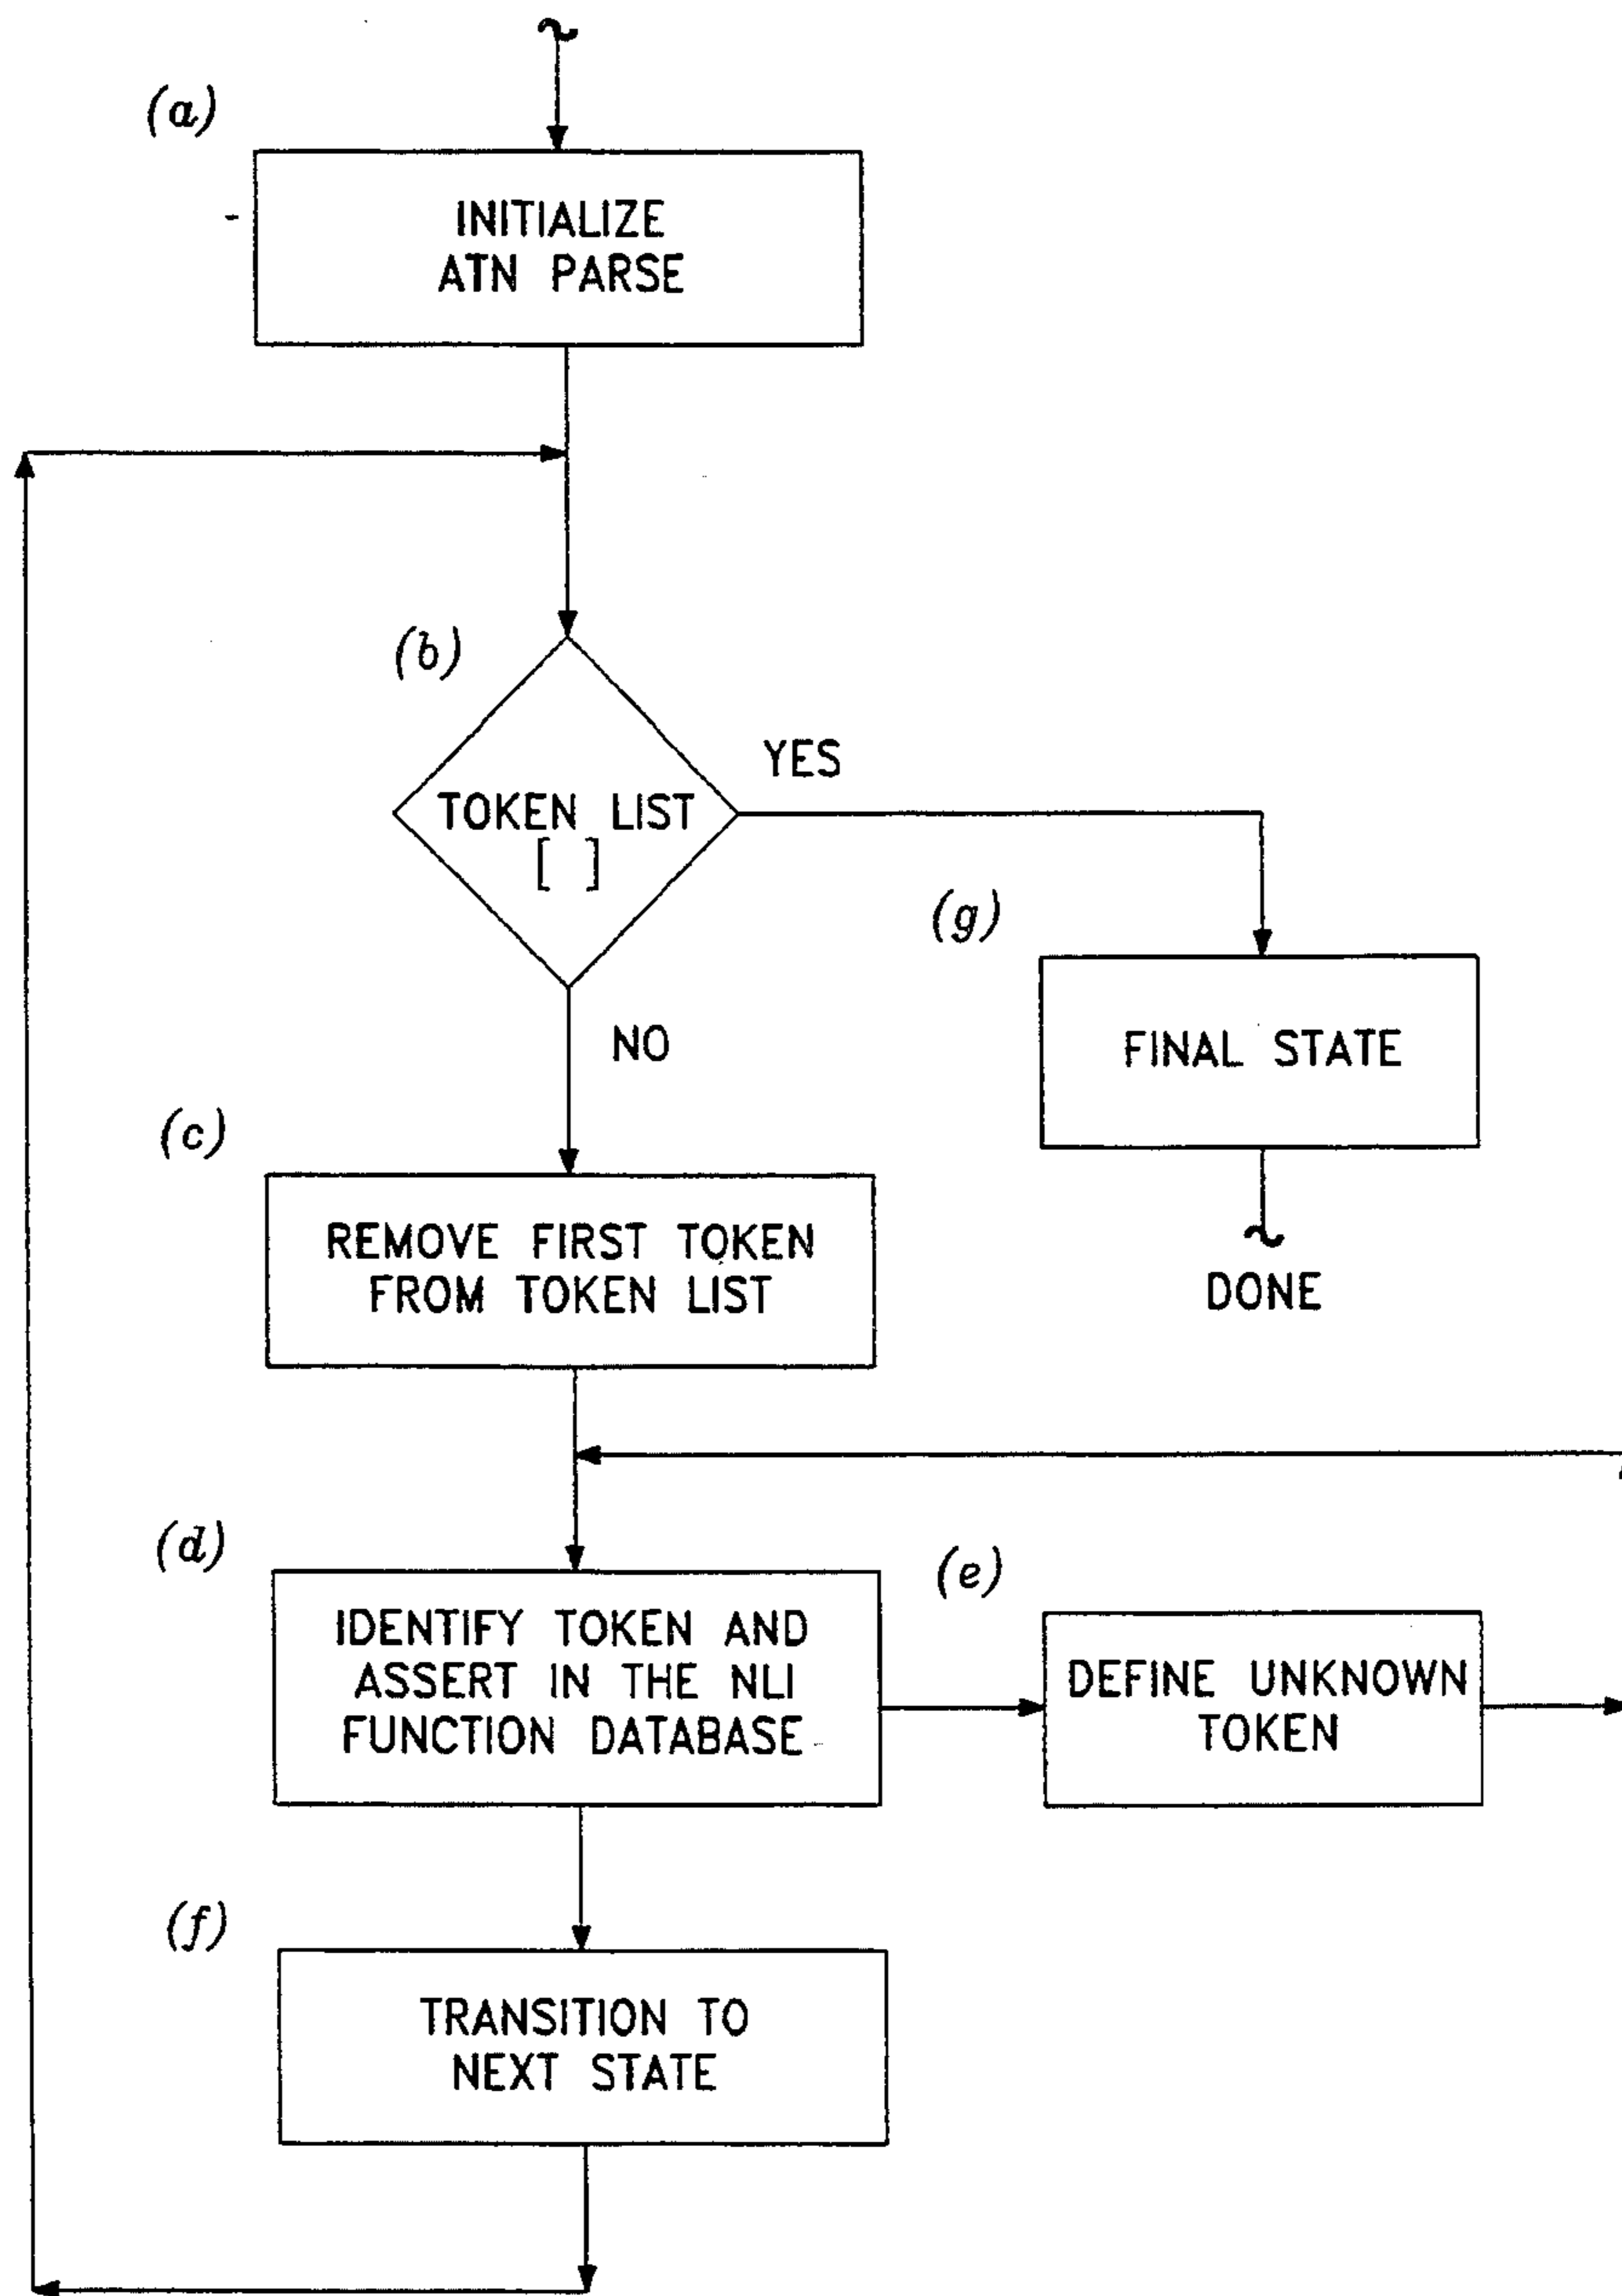 (a)
INITIALIZE
ATN PARSE
(b)
YES
TOKEN LIST
[ ]
(g)
NO
FINAL STATE
(c)
REMOVE FIRST TOKEN
FROM TOKEN LIST
DONE
(d)
(e)
IDENTIFY TOKEN AND
ASSERT IN THE NLI
FUNCTION DATABASE
DEFINE UNKNOWN
TOKEN
(f)
TRANSITION TO
NEXT STATE